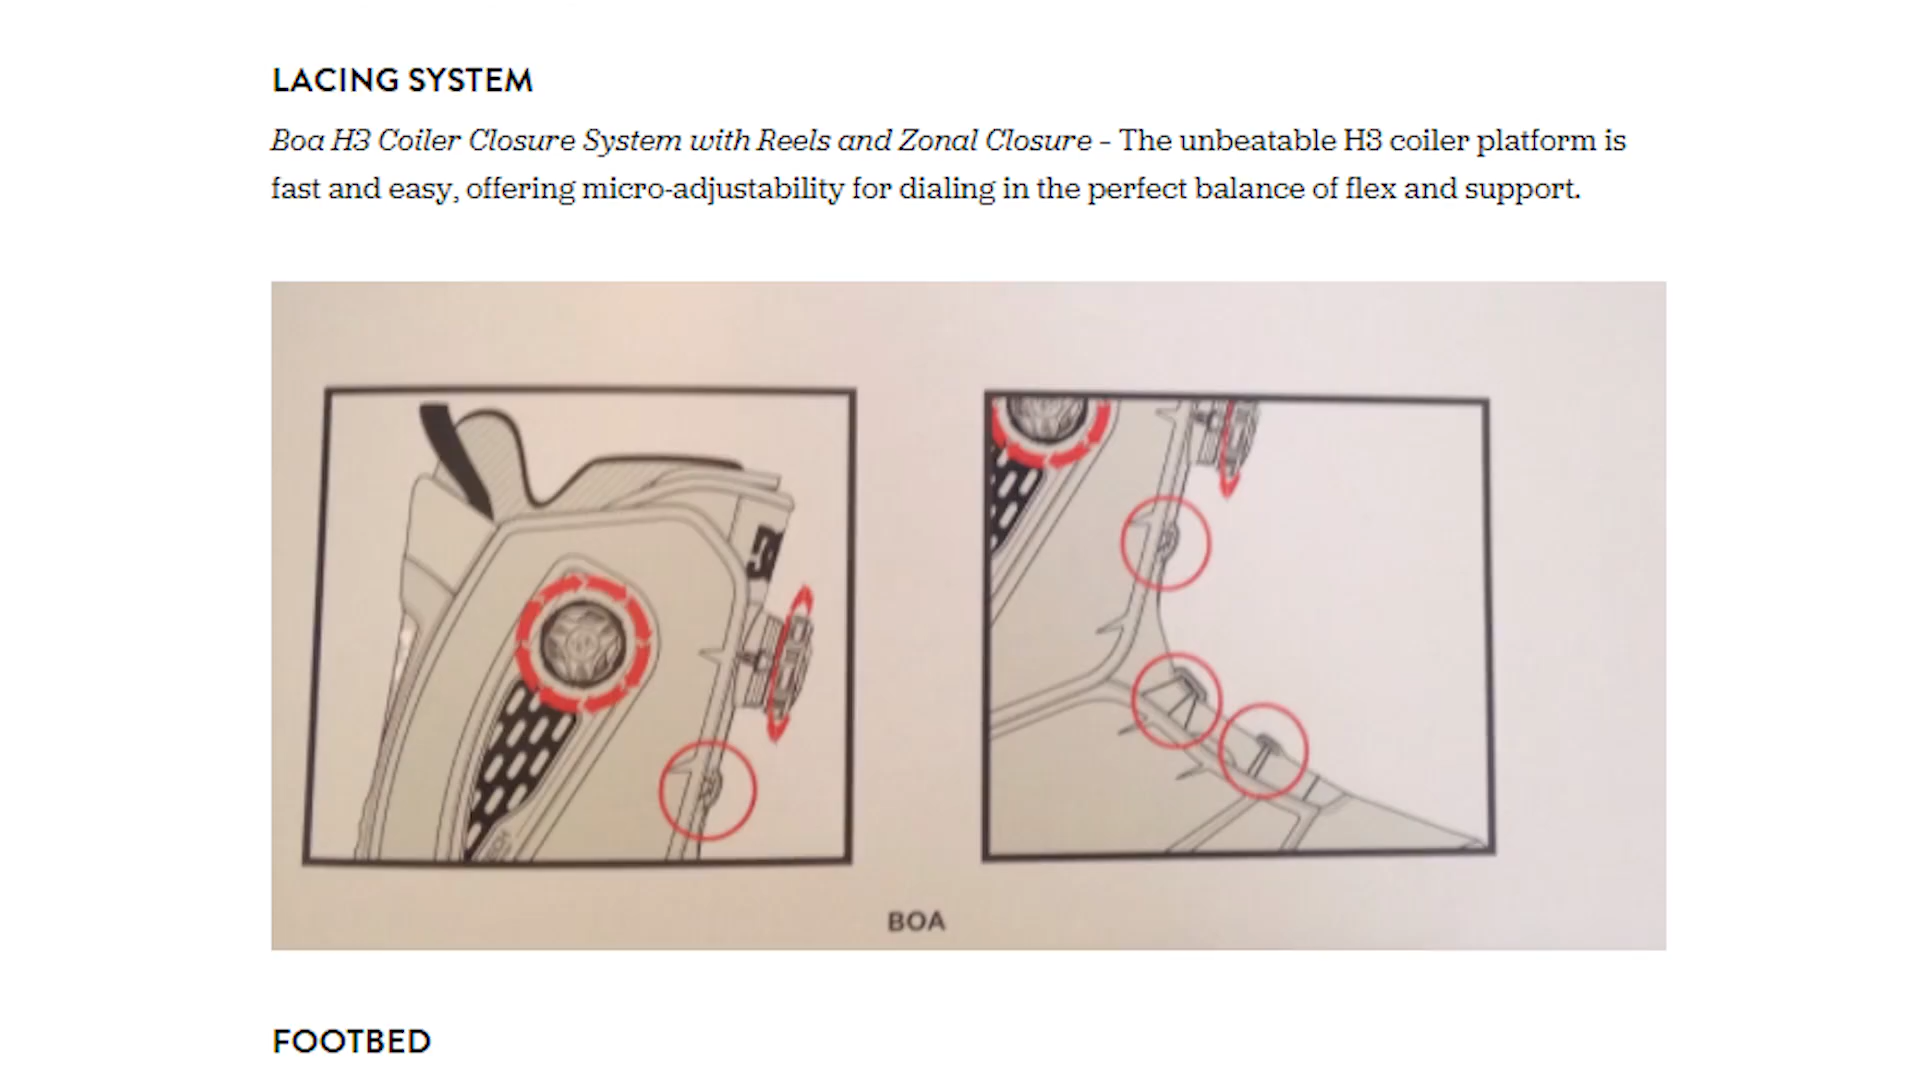 LACING SYSTEM
Boa H3 Coiler Closure System with Reels and Zonal Closure - The unbeatable H3 coiler platform is
fast and easy, offering micro-adjustability for dialing in the perfect balance of flex and support.
BOA
FOOTBED